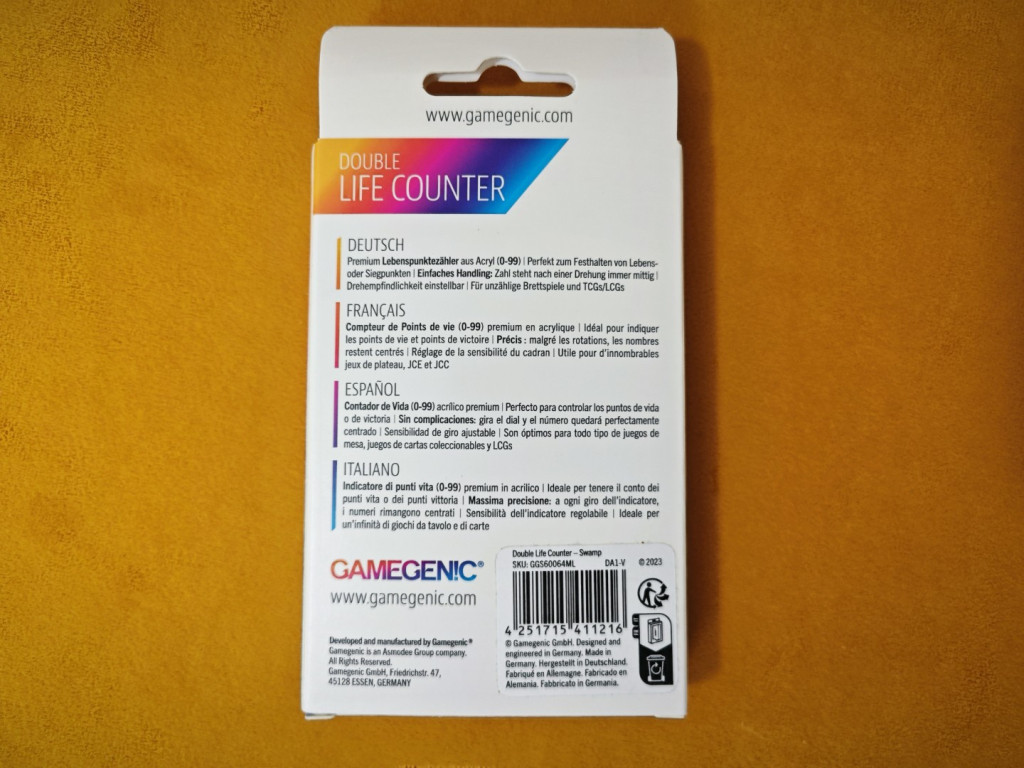 www.gamegenic.com
DOUBLE
LIFE COUNTER
DEUTSCH
Premium Lebenspunktezähler aus Acryl (0-99) | Perfekt zum Festhalten von Lebens-
oder Siegpunkten | Einfaches Handling: Zahl steht nach einer Drehung immer mittig |
Drehempfindlichkeit einstellbar | Für unzählige Brettspiele und TCGs/LCGs
FRANÇAIS
Compteur de Points de vie (0-99) premium en acrylique | Idéal pour indiquer
les points de vie et points de victoire | Précis : malgré les rotations, les nombres
restent centrés | Réglage de la sensibilité du cadran | Utile pour d'innombrables
jeux de plateau, JCE et JCC
ESPAÑOL
Contador de Vida (0-99) acrílico premium | Perfecto para controlar los puntos de vida
o de victoria | Sin complicaciones: gira el dial y el número quedará perfectamente
centrado | Sensibilidad de giro ajustable | Son óptimos para todo tipo de juegos de
mesa, juegos de cartas coleccionables y LCGs
ITALIANO
Indicatore di punti vita (0-99) premium in acrilico | Ideale per tenere il conto dei
punti vita o dei punti vittoria | Massima precisione: a ogni giro dell'indicatore,
i numeri rimangono centrati | Sensibilità dell'indicatore regolabile | Ideale per
un'infinità di giochi da tavolo e di carte
GAMEGEN!C®
www.gamegenic.com
Developed and manufactured by Gamegenic®
Gamegenic is an Asmodee Group company.
All Rights Reserved.
Gamegenic GmbH, Friedrichstr. 47,
45128 ESSEN, GERMANY
Double Life Counter – Swamp
SKU: GGS60064ML DA1-V
© 2023
4 251715 411216
© Gamegenic GmbH. Designed and
engineered in Germany. Made in
Germany. Hergestellt in Deutschland.
Fabriqué en Allemagne. Fabricado en
Alemania. Fabbricato in Germania.